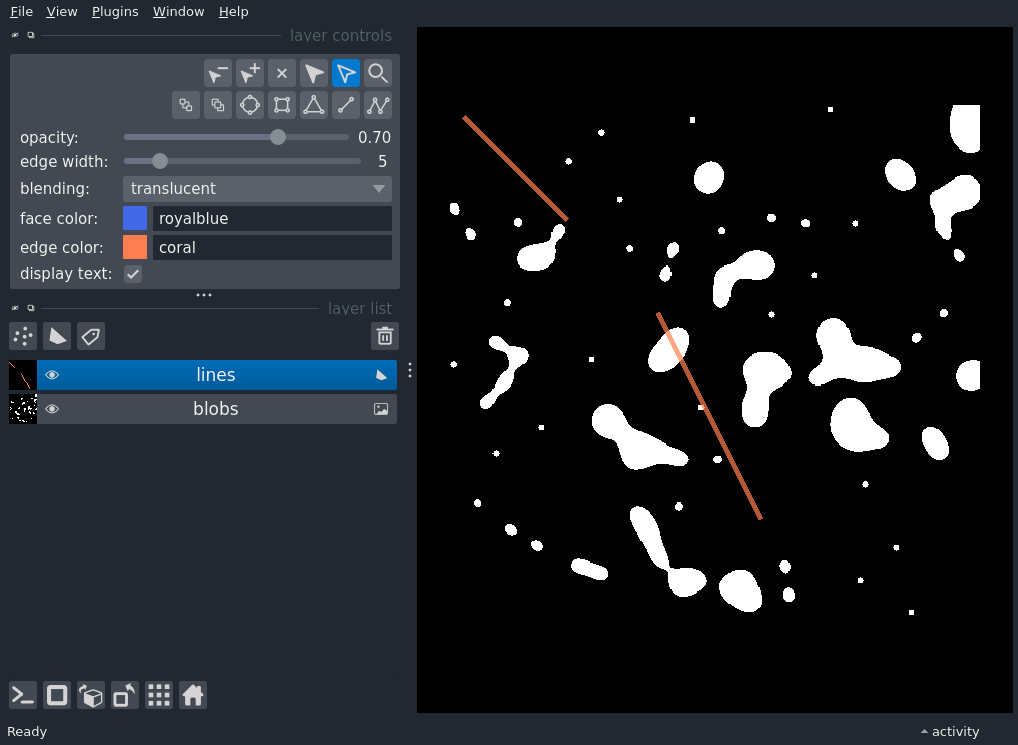 File View Plugins Window Help
layer controls
opacity: 0.70
edge width: 5
blending: translucent
face color: royalblue
edge color: coral
display text:
layer list
lines
blobs
Ready activity